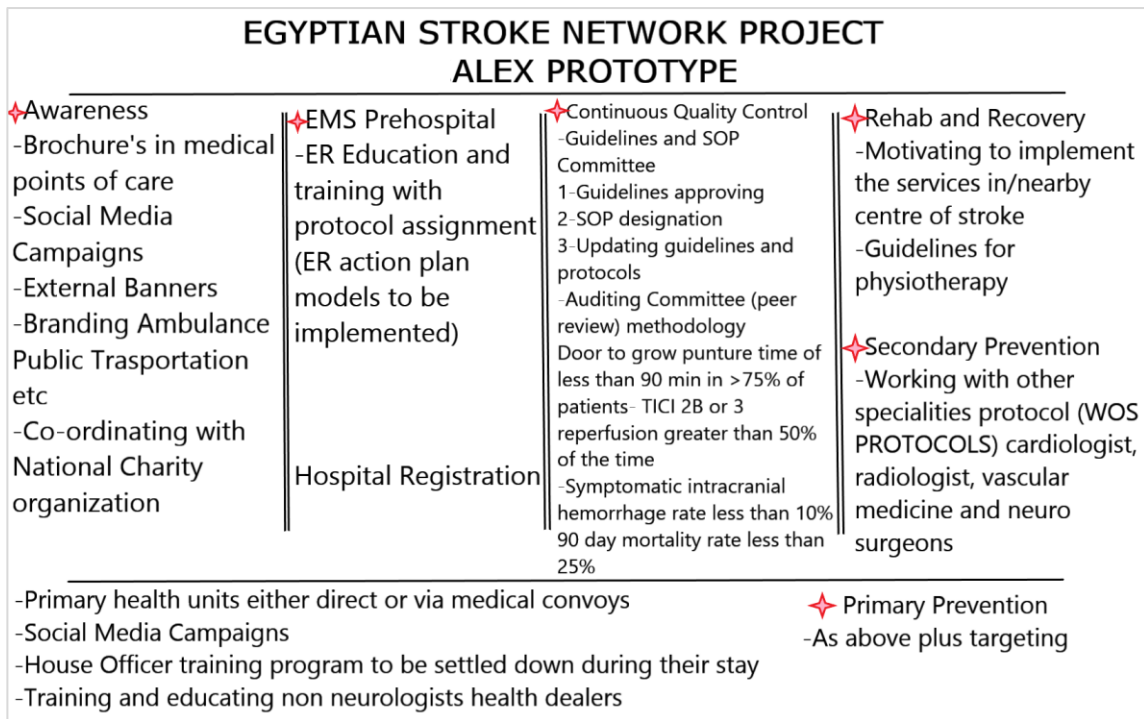 EGYPTIAN STROKE NETWORK PROJECT
ALEX PROTOTYPE
Awareness
-Brochure's in medical
points of care
-Social Media
Campaigns
-External Banners
-Branding Ambulance
Public Trasportation
etc
-Co-ordinating with
National Charity
organization
EMS Prehospital
-ER Education and
training with
protocol assignment
(ER action plan
models to be
implemented)
Hospital Registration
Continuous Quality Control
-Guidelines and SOP
Committee
1-Guidelines approving
2-SOP designation
3-Updating guidelines and
protocols
-Auditing Committee (peer
review) methodology
Door to grow punture time of
less than 90 min in >75% of
patients- TICI 2B or 3
reperfusion greater than 50%
of the time
-Symptomatic intracranial
hemorrhage rate less than 10%
90 day mortality rate less than
25%
Rehab and Recovery
-Motivating to implement
the services in/nearby
centre of stroke
-Guidelines for
physiotherapy
Secondary Prevention
-Working with other
specialities protocol (WOS
PROTOCOLS) cardiologist,
radiologist, vascular
medicine and neuro
surgeons
-Primary health units either direct or via medical convoys
-Social Media Campaigns
-House Officer training program to be settled down during their stay
-Training and educating non neurologists health dealers
Primary Prevention
-As above plus targeting